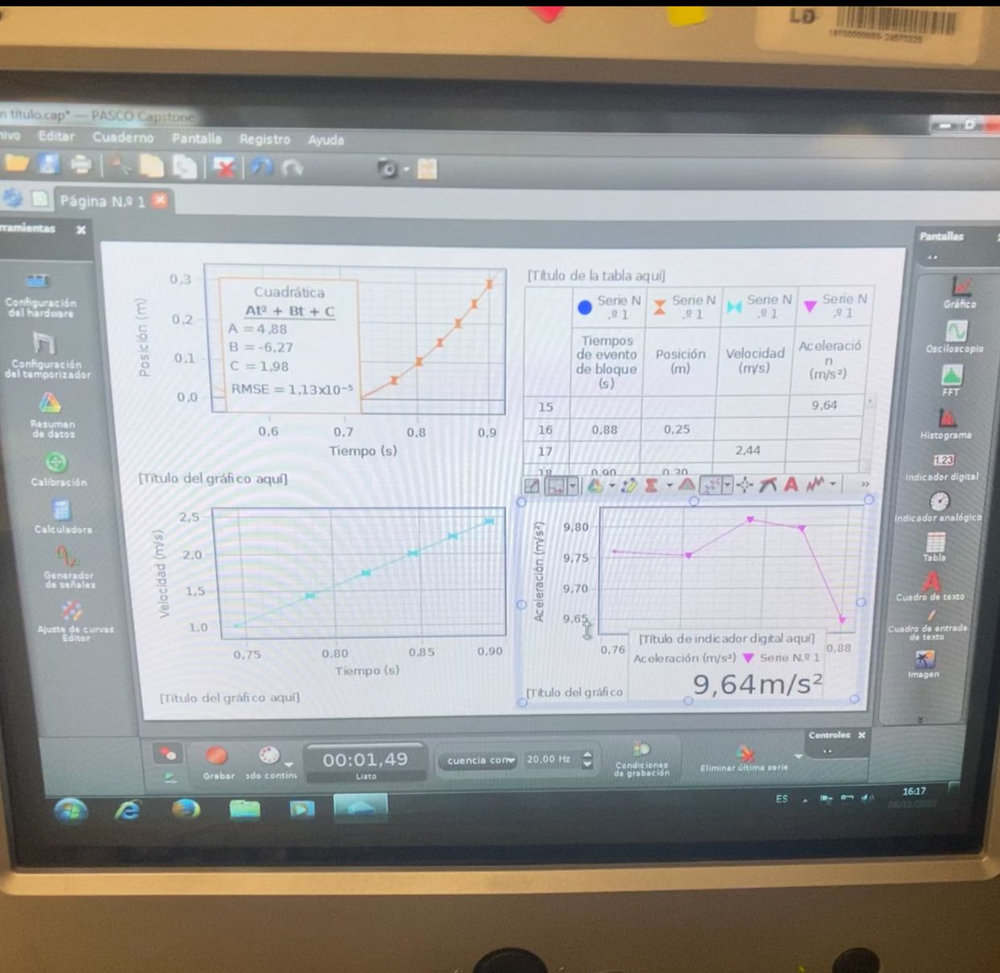 LD
n título.cap* — PASCO Capstone
ivo Editar Cuaderno Pantalla Registro Ayuda
Página N.º 1
rramientas
Pantallas
Configuración
del hardware
Configuración
del temporizador
Resumen
de datos
Calibración
Calculadora
Generador
de señales
Ajuste de curvas
Editor
Posición (m)
0,3
0,2
0,1
0,0
Cuadrática
At² + Bt + C
A = 4,88
B = -6,27
C = 1,98
RMSE = 1,13x10⁻⁵
0,6 0,7 0,8 0,9
Tiempo (s)
[Título del gráfico aquí]
[Título de la tabla aquí]
Serie N
.º 1
Serie N
.º 1
Serie N
.º 1
Serie N
.º 1
Tiempos
de evento
de bloque
(s)
Posición
(m)
Velocidad
(m/s)
Aceleració
n
(m/s²)
15 9,64
16 0,88 0,25
17 2,44
18 0,90 0,30
Velocidad (m/s)
2,5
2,0
1,5
1,0
0,75 0,80 0,85 0,90
Tiempo (s)
[Título del gráfico aquí]
Aceleración (m/s²)
9,80
9,75
9,70
9,65
0,76
0,88
[Título de indicador digital aquí]
Aceleración (m/s²) Serie N.º 1
9,64m/s²
[Título del gráfico
Gráfico
Osciloscopio
FFT
Histograma
1.23
Indicador digital
Indicador analógico
Tabla
Cuadro de texto
Cuadro de entrada
de texto
Imagen
Controles
Grabar
odo continu
00:01,49
Listo
cuencia com
20,00 Hz
Condiciones
de grabación
Eliminar última serie
ES
16:17